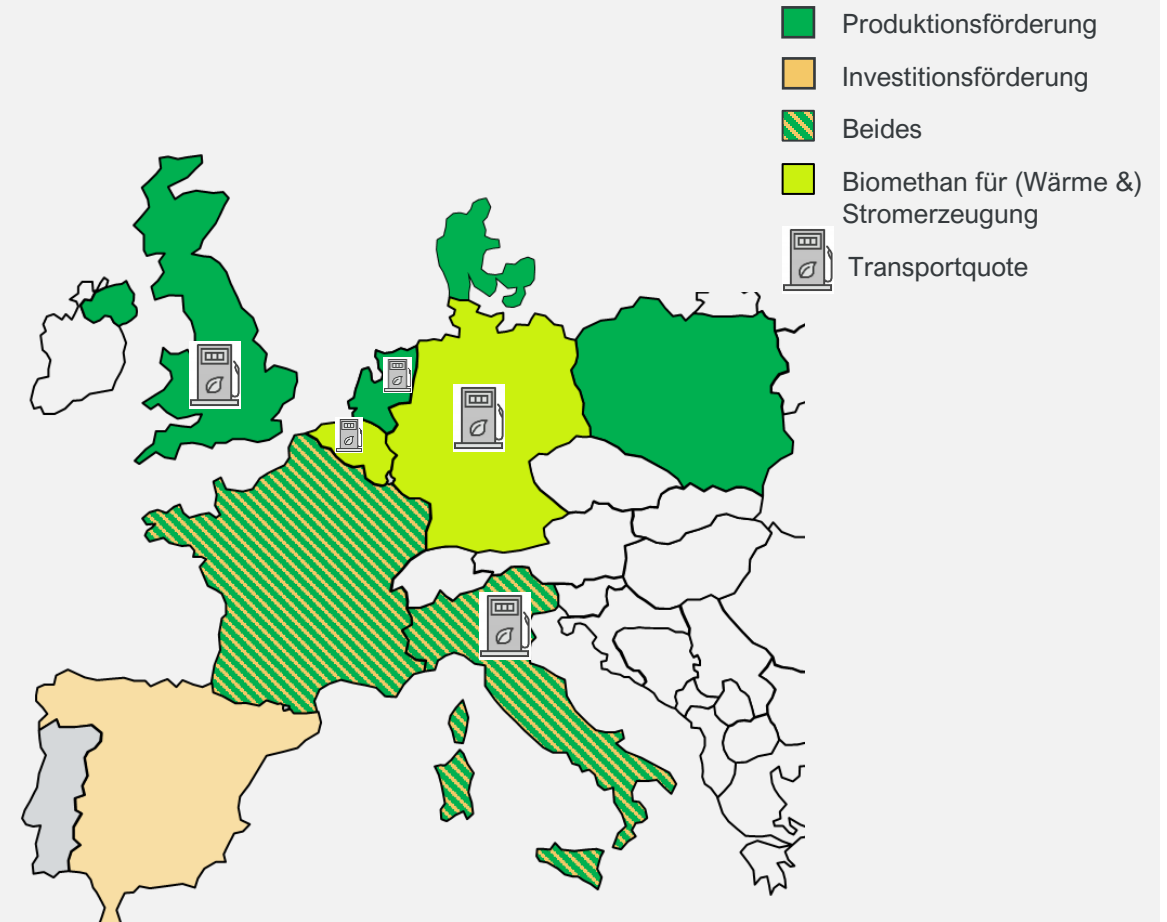 Produktionsförderung
Investitionsförderung
Beides
Biomethan für (Wärme &)
Stromerzeugung
Transportquote